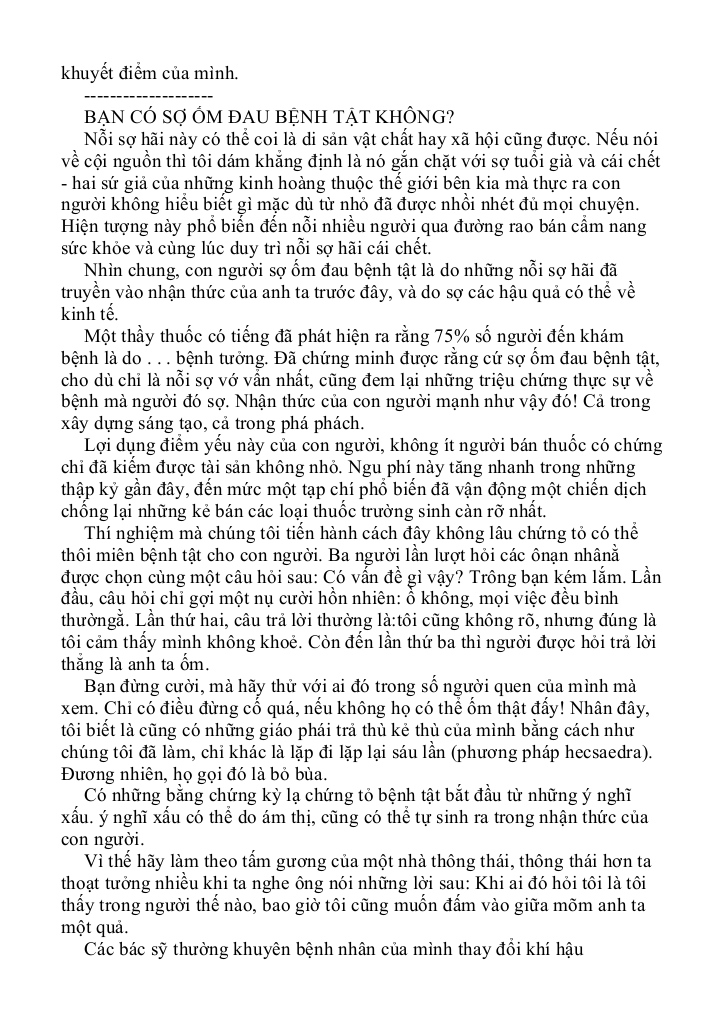 khuyết điểm của mình.
--------------------
BẠN CÓ SỢ ỐM ĐAU BỆNH TẬT KHÔNG?
Nỗi sợ hãi này có thể coi là di sản vật chất hay xã hội cũng được. Nếu nói
về cội nguồn thì tôi dám khẳng định là nó gắn chặt với sợ tuổi già và cái chết
- hai sứ giả của những kinh hoàng thuộc thế giới bên kia mà thực ra con
người không hiểu biết gì mặc dù từ nhỏ đã được nhồi nhét đủ mọi chuyện.
Hiện tượng này phổ biến đến nỗi nhiều người qua đường rao bán cẩm nang
sức khỏe và cùng lúc duy trì nỗi sợ hãi cái chết.
Nhìn chung, con người sợ ốm đau bệnh tật là do những nỗi sợ hãi đã
truyền vào nhận thức của anh ta trước đây, và do sợ các hậu quả có thể về
kinh tế.
Một thầy thuốc có tiếng đã phát hiện ra rằng 75% số người đến khám
bệnh là do . . . bệnh tưởng. Đã chứng minh được rằng cứ sợ ốm đau bệnh tật,
cho dù chỉ là nỗi sợ vớ vẩn nhất, cũng đem lại những triệu chứng thực sự về
bệnh mà người đó sợ. Nhận thức của con người mạnh như vậy đó! Cả trong
xây dựng sáng tạo, cả trong phá phách.
Lợi dụng điểm yếu này của con người, không ít người bán thuốc có chứng
chỉ đã kiếm được tài sản không nhỏ. Ngu phí này tăng nhanh trong những
thập kỷ gần đây, đến mức một tạp chí phổ biến đã vận động một chiến dịch
chống lại những kẻ bán các loại thuốc trường sinh càn rỡ nhất.
Thí nghiệm mà chúng tôi tiến hành cách đây không lâu chứng tỏ có thể
thôi miên bệnh tật cho con người. Ba người lần lượt hỏi các ônạn nhânằ
được chọn cùng một câu hỏi sau: Có vấn đề gì vậy? Trông bạn kém lắm. Lần
đầu, câu hỏi chỉ gợi một nụ cười hồn nhiên: ồ không, mọi việc đều bình
thườngằ. Lần thứ hai, câu trả lời thường là:tôi cũng không rõ, nhưng đúng là
tôi cảm thấy mình không khoẻ. Còn đến lần thứ ba thì người được hỏi trả lời
thẳng là anh ta ốm.
Bạn đừng cười, mà hãy thử với ai đó trong số người quen của mình mà
xem. Chỉ có điều đừng cố quá, nếu không họ có thể ốm thật đấy! Nhân đây,
tôi biết là cũng có những giáo phái trả thù kẻ thù của mình bằng cách như
chúng tôi đã làm, chỉ khác là lặp đi lặp lại sáu lần (phương pháp hecsaedra).
Đương nhiên, họ gọi đó là bỏ bùa.
Có những bằng chứng kỳ lạ chứng tỏ bệnh tật bắt đầu từ những ý nghĩ
xấu. ý nghĩ xấu có thể do ám thị, cũng có thể tự sinh ra trong nhận thức của
con người.
Vì thế hãy làm theo tấm gương của một nhà thông thái, thông thái hơn ta
thoạt tưởng nhiều khi ta nghe ông nói những lời sau: Khi ai đó hỏi tôi là tôi
thấy trong người thế nào, bao giờ tôi cũng muốn đấm vào giữa mõm anh ta
một quả.
Các bác sỹ thường khuyên bệnh nhân của mình thay đổi khí hậu